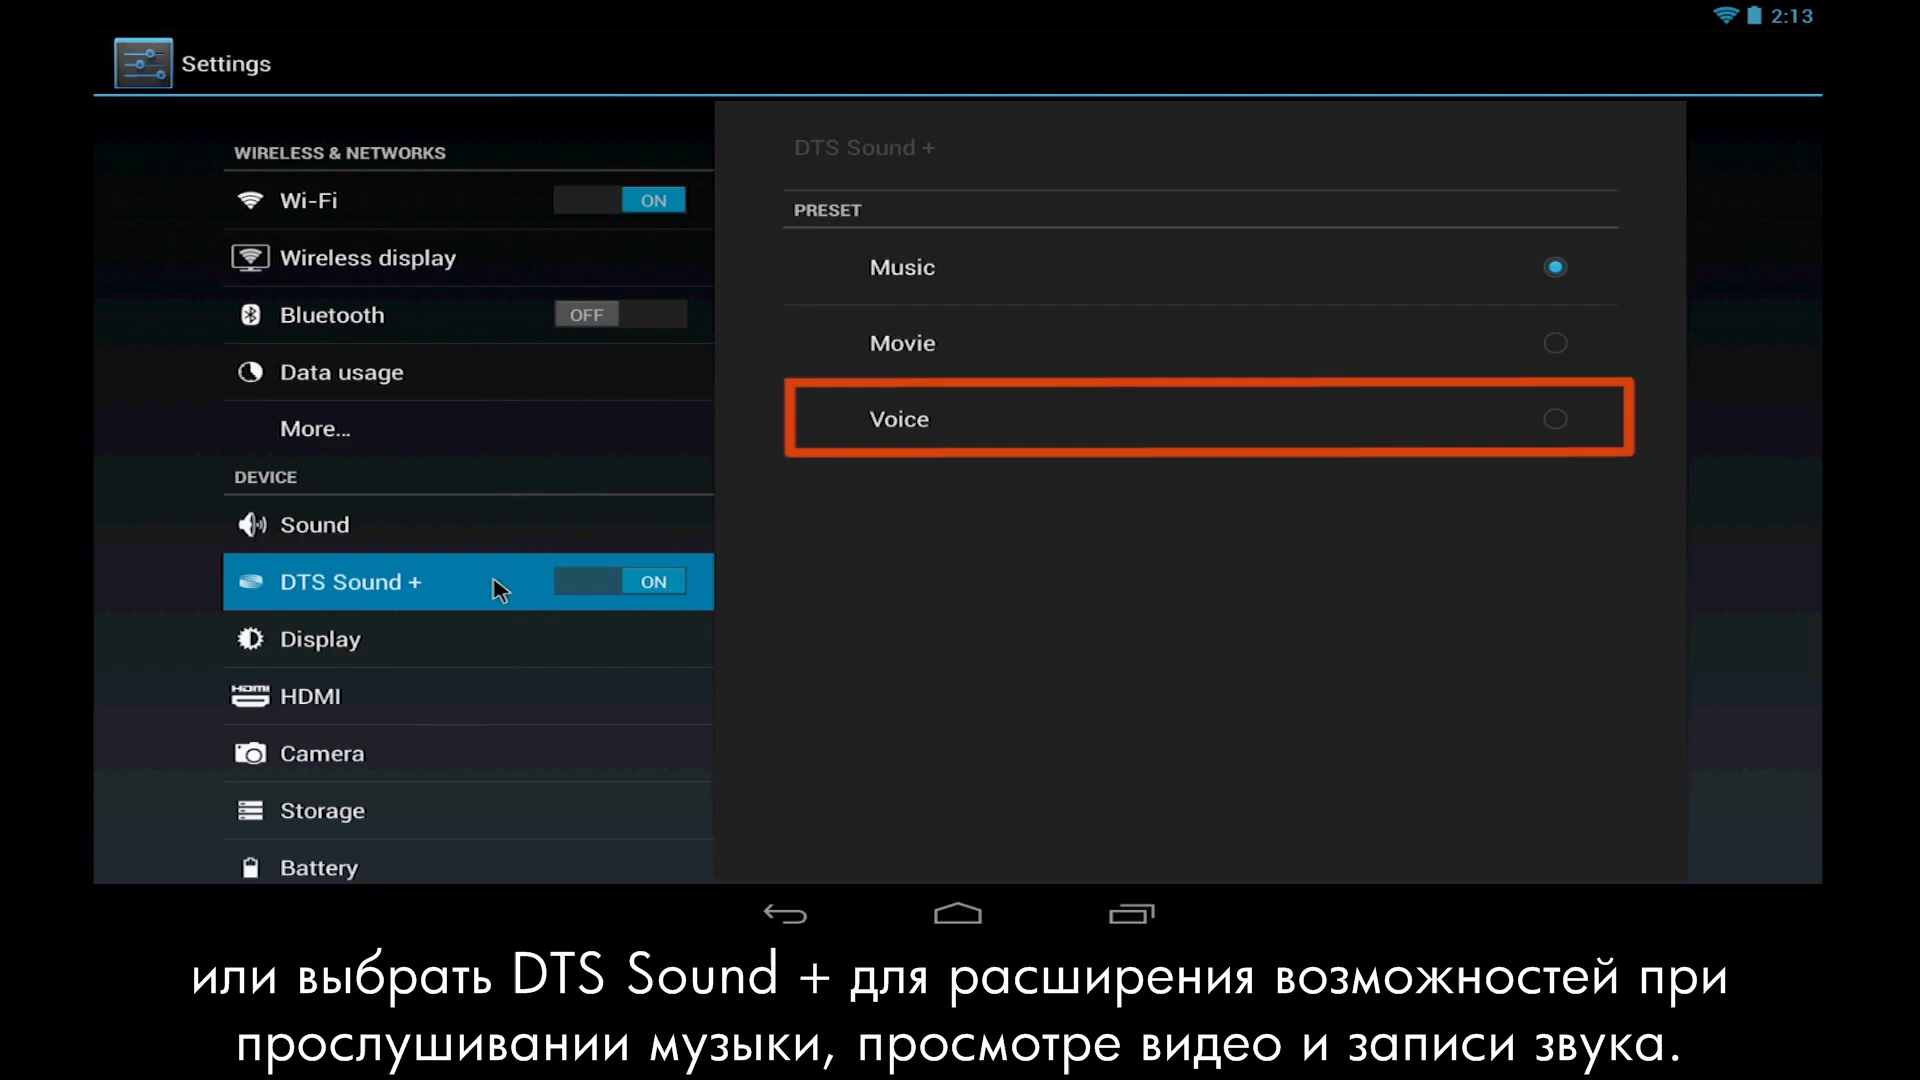 2:13
Settings
WIRELESS & NETWORKS
Wi-Fi
ON
Wireless display
Bluetooth
OFF
Data usage
More...
DEVICE
Sound
DTS Sound +
ON
Display
HDMI
HDMI
Camera
Storage
Battery
DTS Sound +
PRESET
Music
Movie
Voice
или выбрать DTS Sound + для расширения возможностей при
прослушивании музыки, просмотре видео и записи звука.